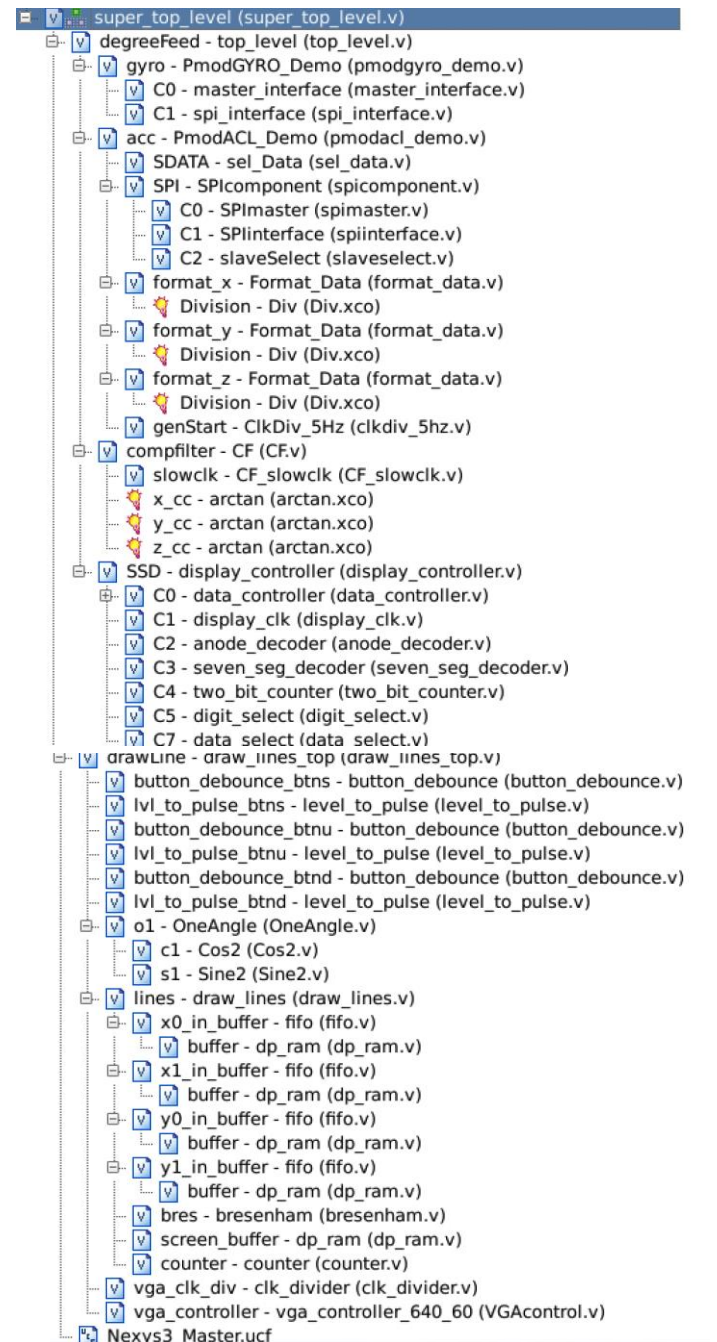 super_top_level (super_top_level.v)
degreeFeed - top_level (top_level.v)
gyro - PmodGYRO_Demo (pmodgyro_demo.v)
C0 - master_interface (master_interface.v)
C1 - spi_interface (spi_interface.v)
acc - PmodACL_Demo (pmodacl_demo.v)
SDATA - sel_Data (sel_data.v)
SPI - SPIcomponent (spicomponent.v)
C0 - SPImaster (spimaster.v)
C1 - SPIinterface (spiinterface.v)
C2 - slaveSelect (slaveselect.v)
format_x - Format_Data (format_data.v)
Division - Div (Div.xco)
format_y - Format_Data (format_data.v)
Division - Div (Div.xco)
format_z - Format_Data (format_data.v)
Division - Div (Div.xco)
genStart - ClkDiv_5Hz (clkdiv_5hz.v)
compfilter - CF (CF.v)
slowclk - CF_slowclk (CF_slowclk.v)
x_cc - arctan (arctan.xco)
y_cc - arctan (arctan.xco)
z_cc - arctan (arctan.xco)
SSD - display_controller (display_controller.v)
C0 - data_controller (data_controller.v)
C1 - display_clk (display_clk.v)
C2 - anode_decoder (anode_decoder.v)
C3 - seven_seg_decoder (seven_seg_decoder.v)
C4 - two_bit_counter (two_bit_counter.v)
C5 - digit_select (digit_select.v)
C7 - data_select (data_select.v)
drawLine - draw_lines_top (draw_lines_top.v)
button_debounce_btns - button_debounce (button_debounce.v)
lvl_to_pulse_btns - level_to_pulse (level_to_pulse.v)
button_debounce_btnu - button_debounce (button_debounce.v)
lvl_to_pulse_btnu - level_to_pulse (level_to_pulse.v)
button_debounce_btnd - button_debounce (button_debounce.v)
lvl_to_pulse_btnd - level_to_pulse (level_to_pulse.v)
o1 - OneAngle (OneAngle.v)
c1 - Cos2 (Cos2.v)
s1 - Sine2 (Sine2.v)
lines - draw_lines (draw_lines.v)
x0_in_buffer - fifo (fifo.v)
buffer - dp_ram (dp_ram.v)
x1_in_buffer - fifo (fifo.v)
buffer - dp_ram (dp_ram.v)
y0_in_buffer - fifo (fifo.v)
buffer - dp_ram (dp_ram.v)
y1_in_buffer - fifo (fifo.v)
buffer - dp_ram (dp_ram.v)
bres - bresenham (bresenham.v)
screen_buffer - dp_ram (dp_ram.v)
counter - counter (counter.v)
vga_clk_div - clk_divider (clk_divider.v)
vga_controller - vga_controller_640_60 (VGAcontrol.v)
Nexys3_Master.ucf